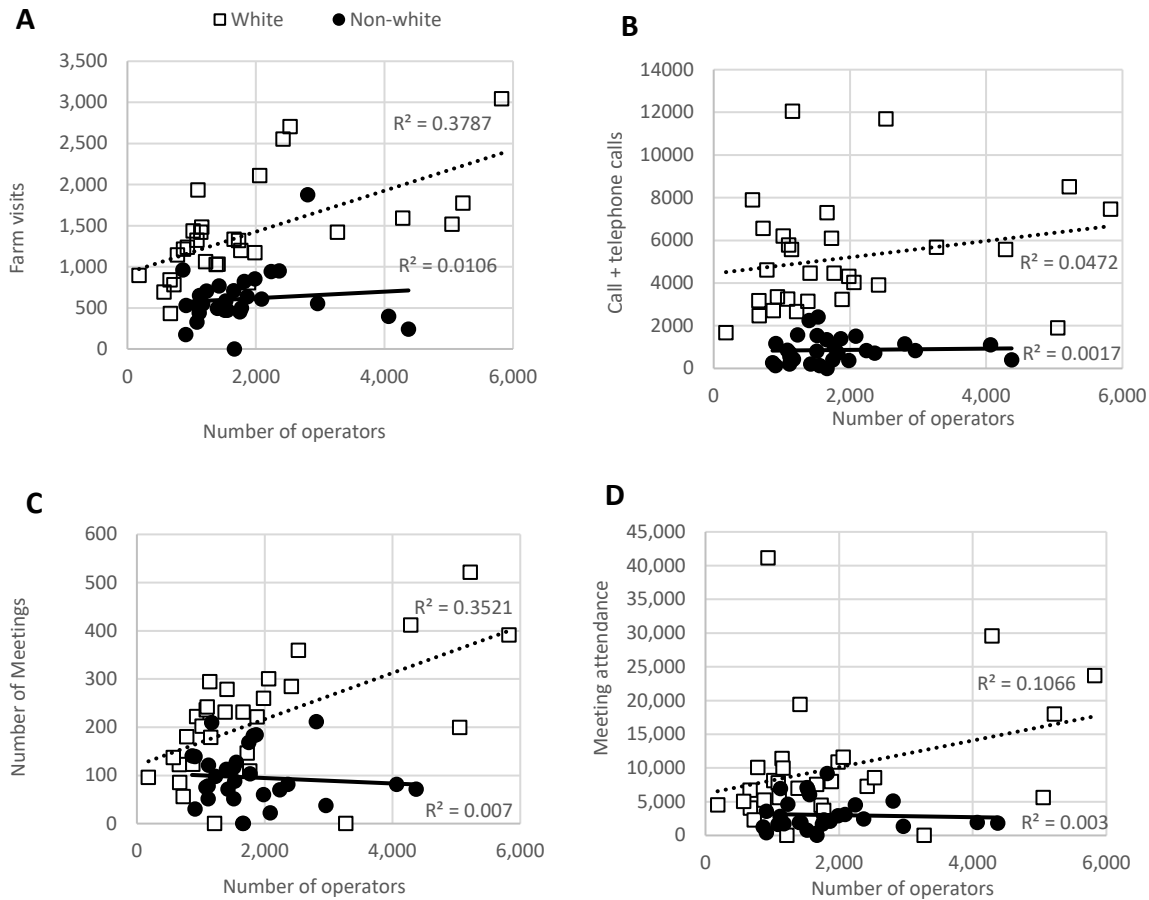 A
White
Non-white
3,500
3,000
2,500
2,000
1,500
1,000
500
0
Farm visits
R² = 0.3787
R² = 0.0106
0
2,000
4,000
6,000
Number of operators
B
14000
12000
10000
8000
6000
4000
2000
0
Call + telephone calls
R² = 0.0472
R² = 0.0017
0
2,000
4,000
6,000
Number of operators
C
600
500
400
300
200
100
0
Number of Meetings
R² = 0.3521
R² = 0.007
0
2,000
4,000
6,000
Number of operators
D
45,000
40,000
35,000
30,000
25,000
20,000
15,000
10,000
5,000
0
Meeting attendance
R² = 0.1066
R² = 0.003
0
2,000
4,000
6,000
Number of operators